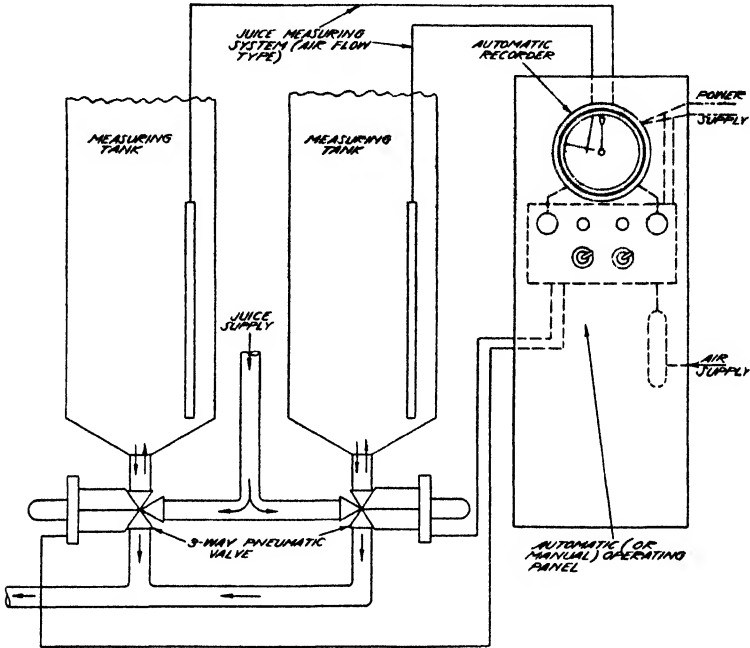 JUICE MEASURING
SYSTEM (AIR FLOW
TYPE)
AUTOMATIC
RECORDER
POWER
SUPPLY
MEASURING
TANK
MEASURING
TANK
JUICE
SUPPLY
AIR
SUPPLY
3-WAY PNEUMATIC
VALVE
AUTOMATIC (OR
MANUAL) OPERATING
PANEL